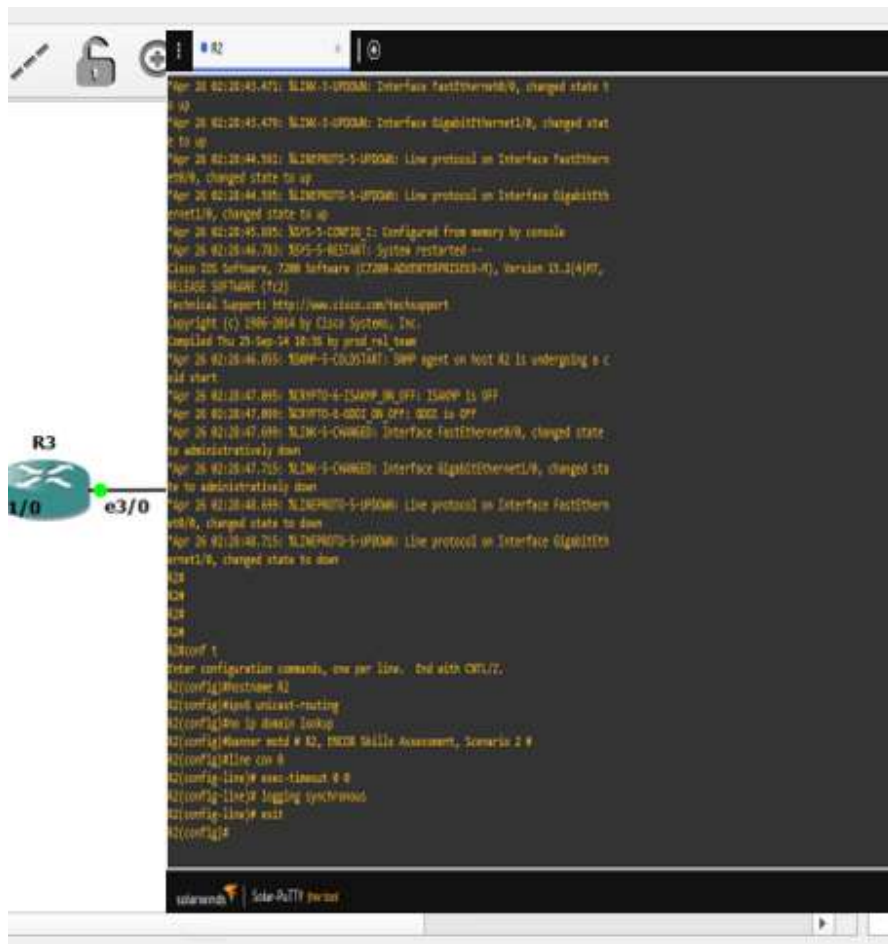 R2
*Apr 26 02:28:43.471: %LINK-3-UPDOWN: Interface FastEthernet0/0, changed state t
o up
*Apr 26 02:28:43.479: %LINK-3-UPDOWN: Interface GigabitEthernet1/0, changed stat
e to up
*Apr 26 02:28:44.501: %LINEPROTO-5-UPDOWN: Line protocol on Interface FastEthern
et0/0, changed state to up
*Apr 26 02:28:44.505: %LINEPROTO-5-UPDOWN: Line protocol on Interface GigabitEth
ernet1/0, changed state to up
*Apr 26 02:28:45.895: %SYS-5-CONFIG_I: Configured from memory by console
*Apr 26 02:28:46.783: %SYS-5-RESTART: System restarted --
Cisco IOS Software, 7200 Software (C7200-ADVENTERPRISEK9-M), Version 15.2(4)M7,
RELEASE SOFTWARE (fc2)
Technical Support: http://www.cisco.com/techsupport
Copyright (c) 1986-2014 by Cisco Systems, Inc.
Compiled Thu 25-Sep-14 10:36 by prod_rel_team
*Apr 26 02:28:46.855: %SNMP-5-COLDSTART: SNMP agent on host R2 is undergoing a c
old start
*Apr 26 02:28:47.095: %CRYPTO-6-ISAKMP_ON_OFF: ISAKMP is OFF
*Apr 26 02:28:47.099: %CRYPTO-6-GDOI_ON_OFF: GDOI is OFF
*Apr 26 02:28:47.699: %LINK-5-CHANGED: Interface FastEthernet0/0, changed state
to administratively down
*Apr 26 02:28:47.715: %LINK-5-CHANGED: Interface GigabitEthernet1/0, changed sta
te to administratively down
*Apr 26 02:28:48.699: %LINEPROTO-5-UPDOWN: Line protocol on Interface FastEthern
et0/0, changed state to down
*Apr 26 02:28:48.715: %LINEPROTO-5-UPDOWN: Line protocol on Interface GigabitEth
ernet1/0, changed state to down
R2#
R2#
R2#
R2#
R2#conf t
Enter configuration commands, one per line.  End with CNTL/Z.
R2(config)#hostname R2
R2(config)#ipv6 unicast-routing
R2(config)#no ip domain lookup
R2(config)#banner motd # R2, ENCOR Skills Assessment, Scenario 2 #
R2(config)#line con 0
R2(config-line)# exec-timeout 0 0
R2(config-line)# logging synchronous
R2(config-line)# exit
R2(config)#
R3
1/0 e3/0
solarwinds | Solar-PuTTY free tool